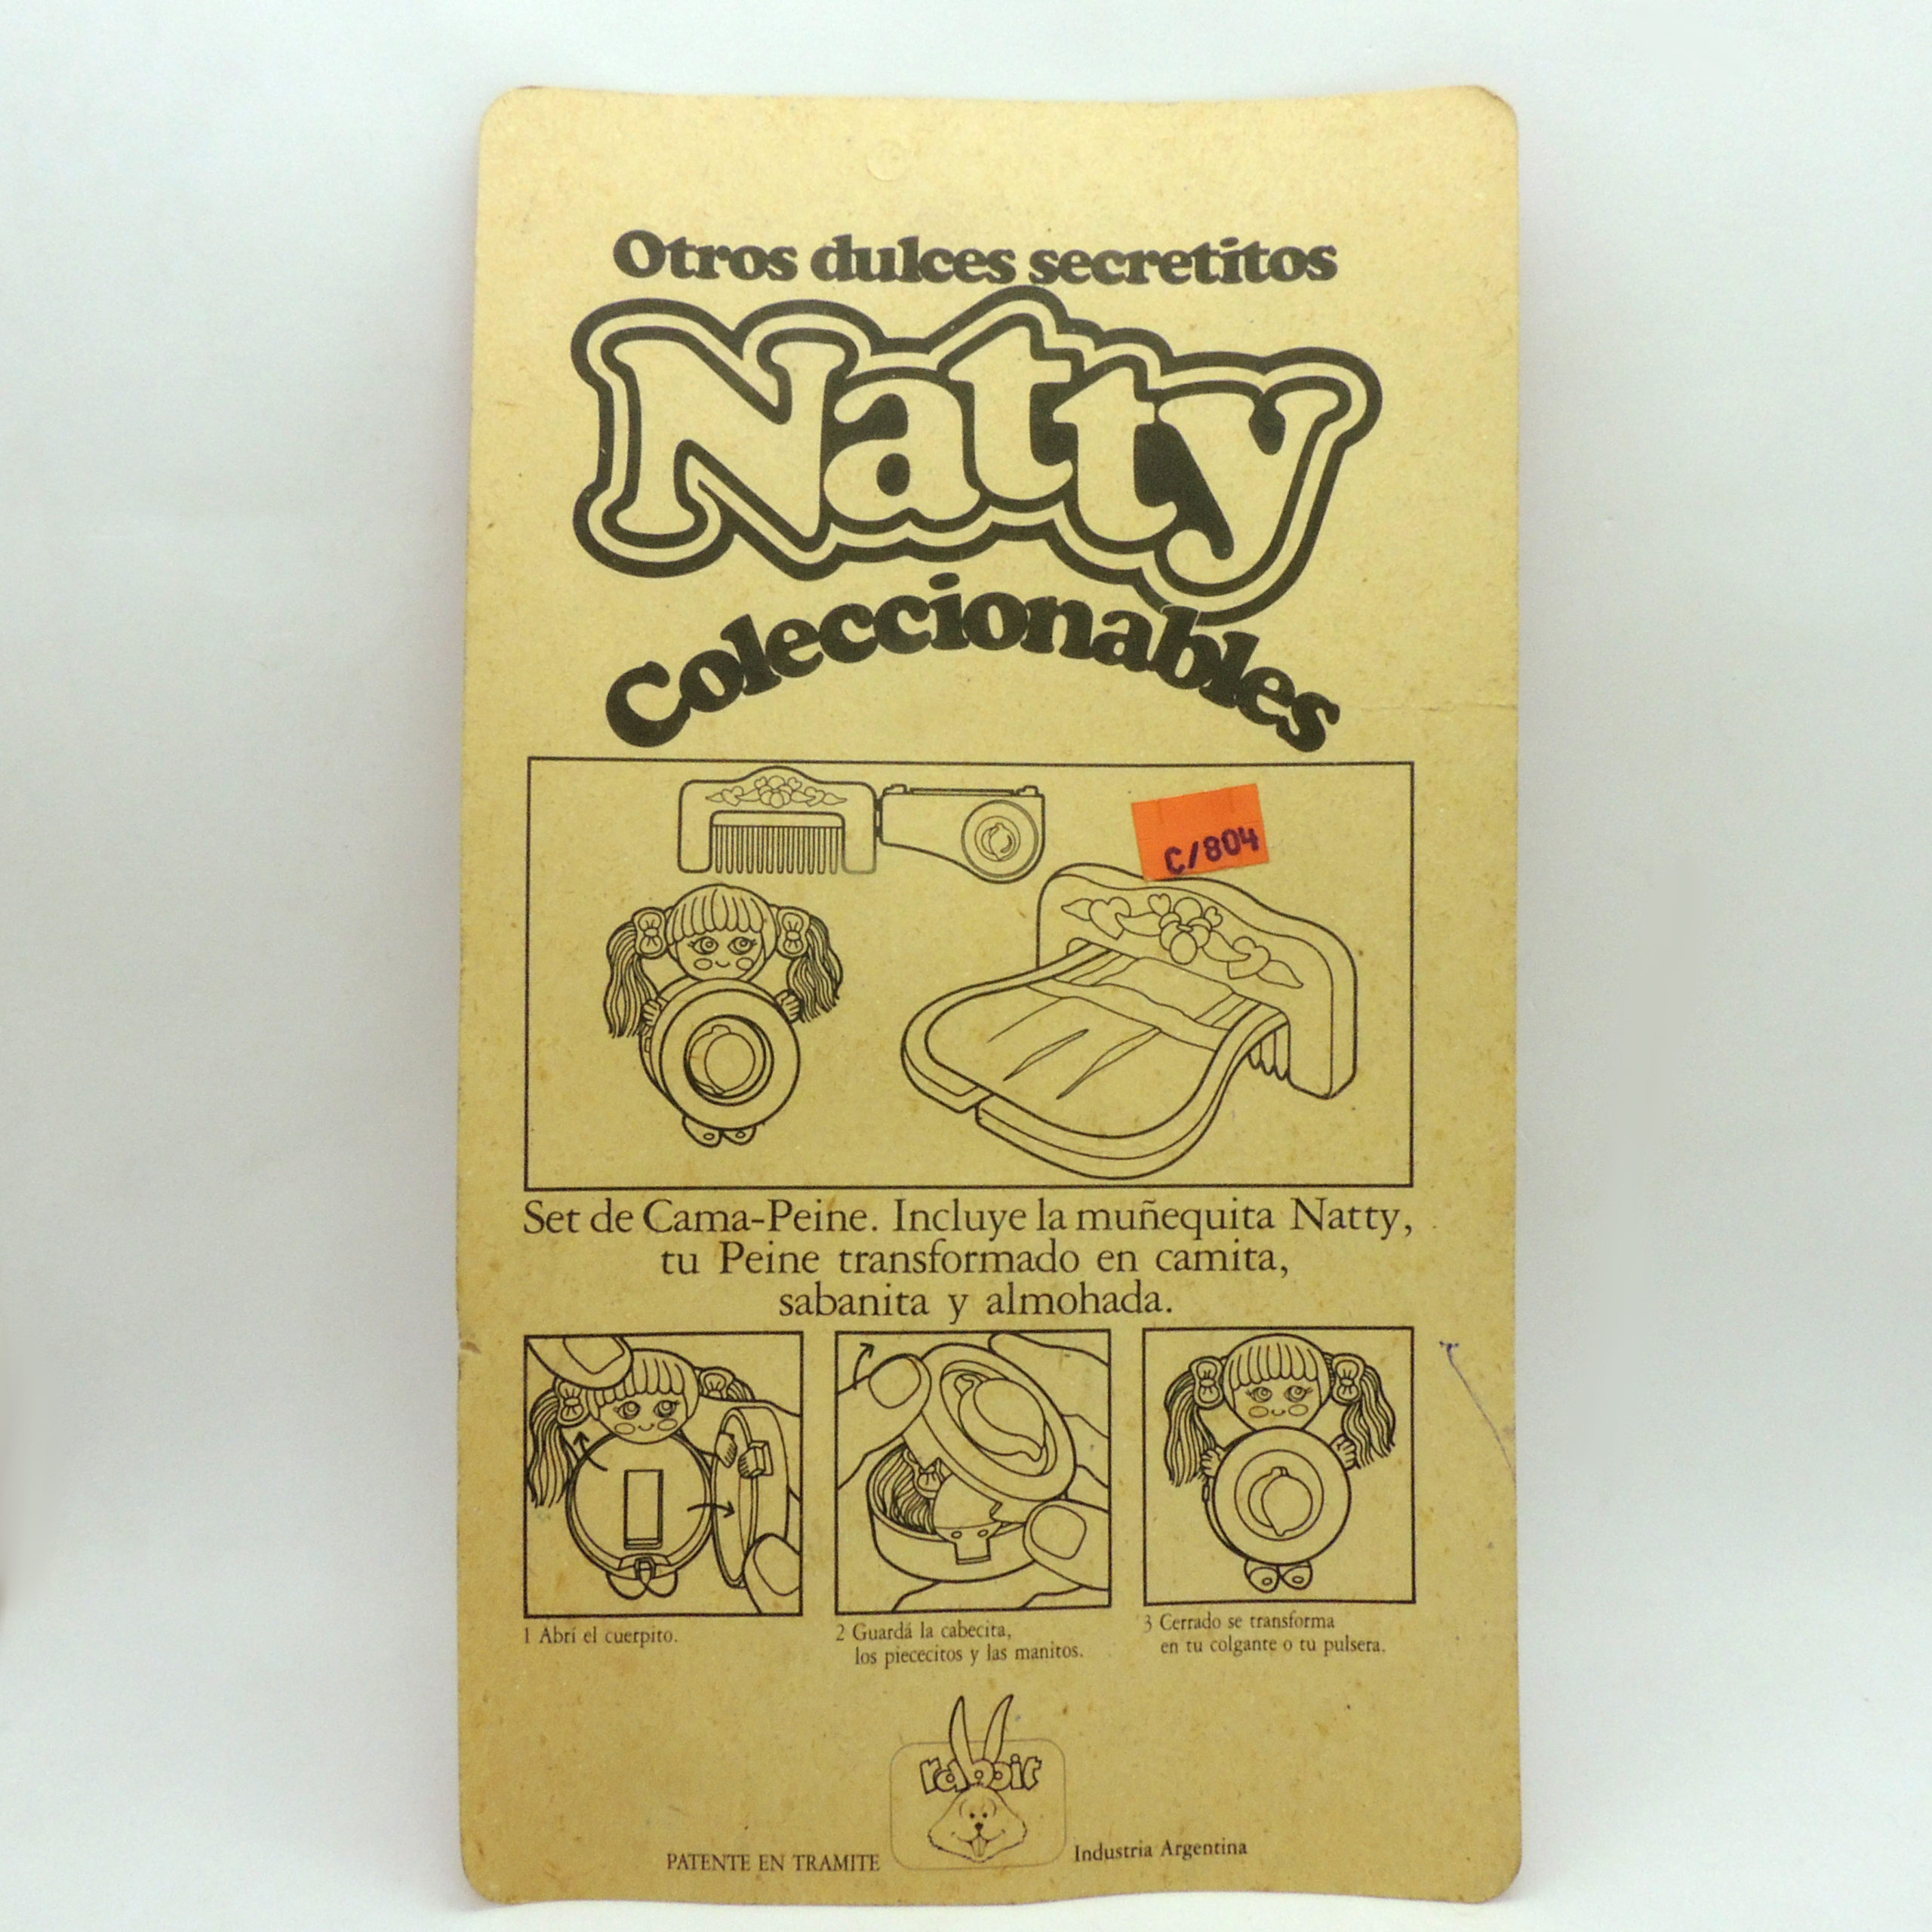 Otros dulces secretitos
Natty
Coleccionables
C/804
Set de Cama-Peine. Incluye la muñequita Natty,
tu Peine transformado en camita,
sabanita y almohada.
1 Abrí el cuerpito.
2 Guardá la cabecita,
los piececitos y las manitos.
3 Cerrado se transforma
en tu colgante o tu pulsera.
rabbit
PATENTE EN TRAMITE
Industria Argentina